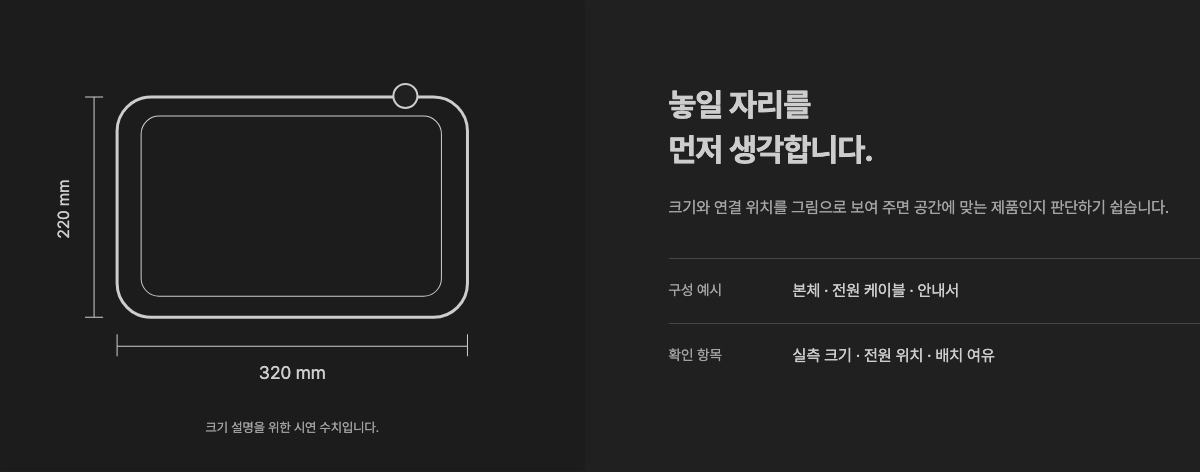 220 mm
320 mm
크기 설명을 위한 시연 수치입니다.
놓일 자리를
먼저 생각합니다.
크기와 연결 위치를 그림으로 보여 주면 공간에 맞는 제품인지 판단하기 쉽습니다.
구성 예시 본체 · 전원 케이블 · 안내서
확인 항목 실측 크기 · 전원 위치 · 배치 여유